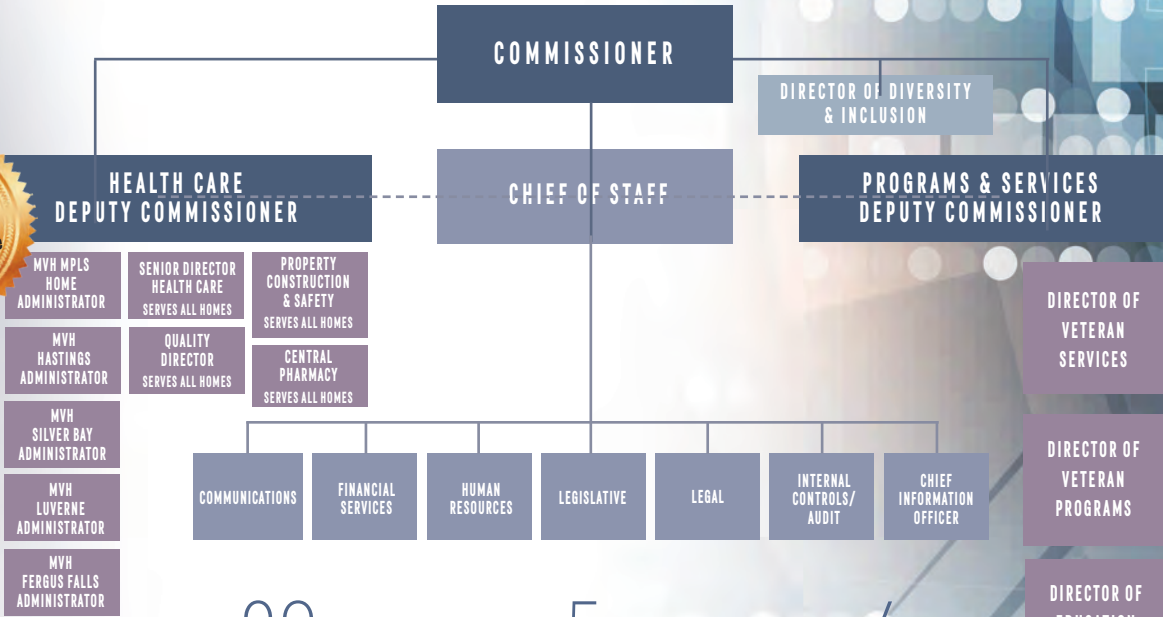 COMMISSIONER
DIRECTOR OF DIVERSITY
& INCLUSION
HEALTH CARE
DEPUTY COMMISSIONER
CHIEF OF STAFF
PROGRAMS & SERVICES
DEPUTY COMMISSIONER
MVH MPLS
HOME
ADMINISTRATOR
SENIOR DIRECTOR
HEALTH CARE
SERVES ALL HOMES
PROPERTY
CONSTRUCTION
& SAFETY
SERVES ALL HOMES
MVH
HASTINGS
ADMINISTRATOR
QUALITY
DIRECTOR
SERVES ALL HOMES
CENTRAL
PHARMACY
SERVES ALL HOMES
MVH
SILVER BAY
ADMINISTRATOR
MVH
LUVERNE
ADMINISTRATOR
MVH
FERGUS FALLS
ADMINISTRATOR
COMMUNICATIONS
FINANCIAL
SERVICES
HUMAN
RESOURCES
LEGISLATIVE
LEGAL
INTERNAL
CONTROLS/
AUDIT
CHIEF
INFORMATION
OFFICER
DIRECTOR OF
VETERAN
SERVICES
DIRECTOR OF
VETERAN
PROGRAMS
DIRECTOR OF
EDUCATION